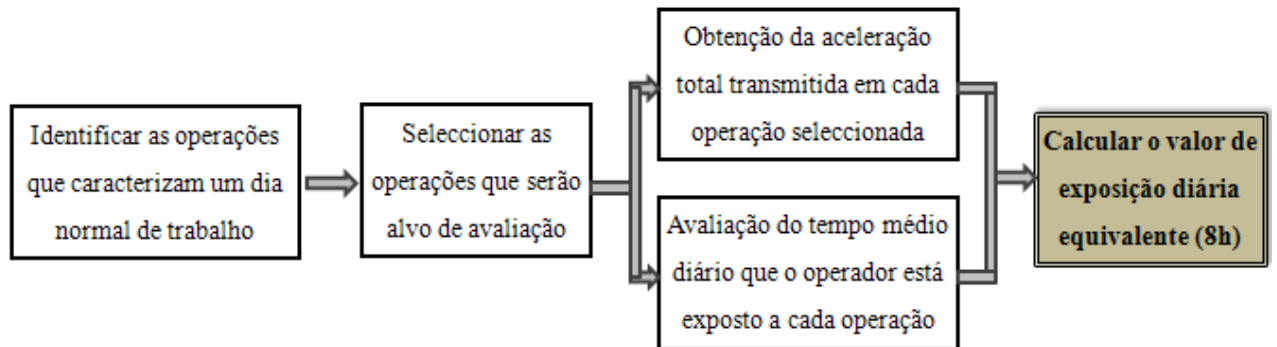 Identificar as operações
que caracterizam um dia
normal de trabalho
Seleccionar as
operações que serão
alvo de avaliação
Obtenção da aceleração
total transmitida em cada
operação seleccionada
Avaliação do tempo médio
diário que o operador está
exposto a cada operação
Calcular o valor de
exposição diária
equivalente (8h)